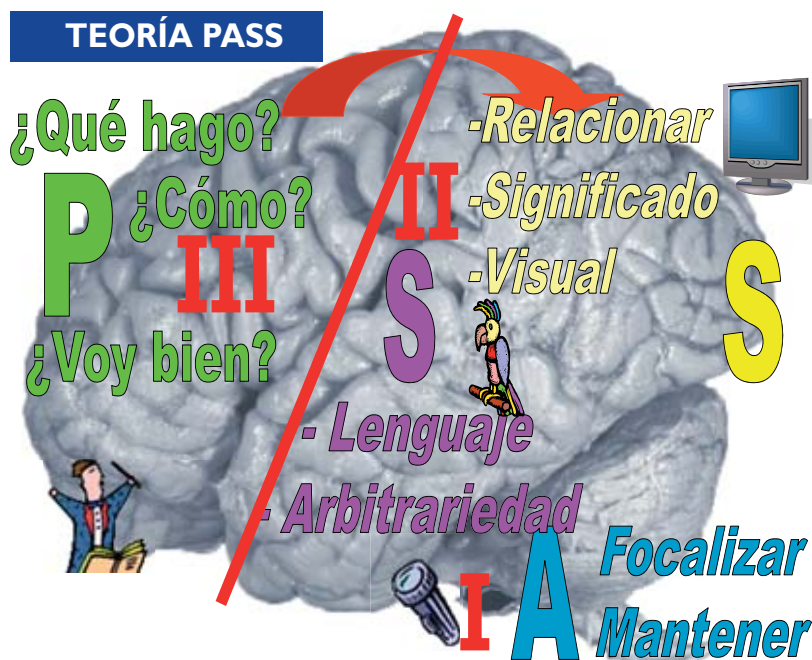 TEORÍA PASS
¿Qué hago?
P
¿Cómo?
III
¿Voy bien?
II
-Relacionar
-Significado
-Visual
S
S
- Lenguaje
- Arbitrariedad
I
A
Focalizar
Mantener